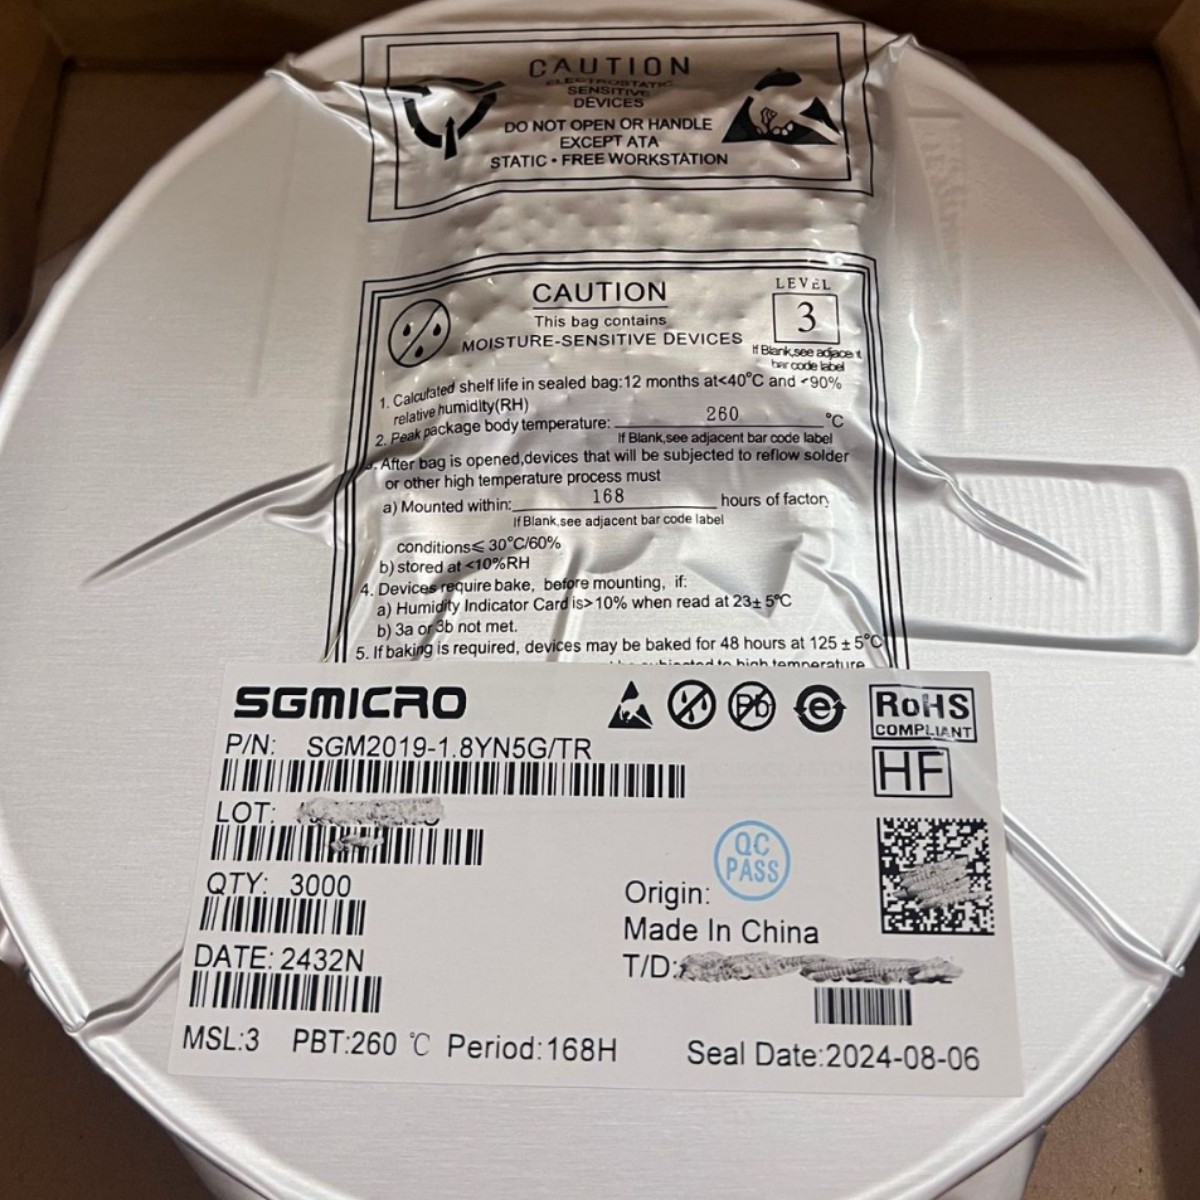 CAUTION
ELECTROSTATIC
SENSITIVE
DEVICES
DO NOT OPEN OR HANDLE
EXCEPT ATA
STATIC • FREE WORKSTATION
CAUTION
This bag contains
MOISTURE-SENSITIVE DEVICES
LEVEL
3
If Blank,see adjacent
bar code label
1. Calculated shelf life in sealed bag:12 months at<40°C and <90%
relative humidity(RH)
2. Peak package body temperature: 260 °C
If Blank,see adjacent bar code label
3. After bag is opened,devices that will be subjected to reflow solder
or other high temperature process must
a) Mounted within: 168 hours of factory
If Blank,see adjacent bar code label
conditions≤ 30°C/60%
b) stored at <10%RH
4. Devices require bake, before mounting, if:
a) Humidity Indicator Card is>10% when read at 23± 5°C
b) 3a or 3b not met.
5. If baking is required, devices may be baked for 48 hours at 125 ± 5°C
to high temperature
SGMICRO
Pb
e
RoHS
COMPLIANT
HF
P/N: SGM2019-1.8YN5G/TR
LOT:
QTY: 3000
DATE: 2432N
QC
PASS
Origin:
Made In China
T/D:
MSL:3 PBT:260 °C Period:168H
Seal Date:2024-08-06